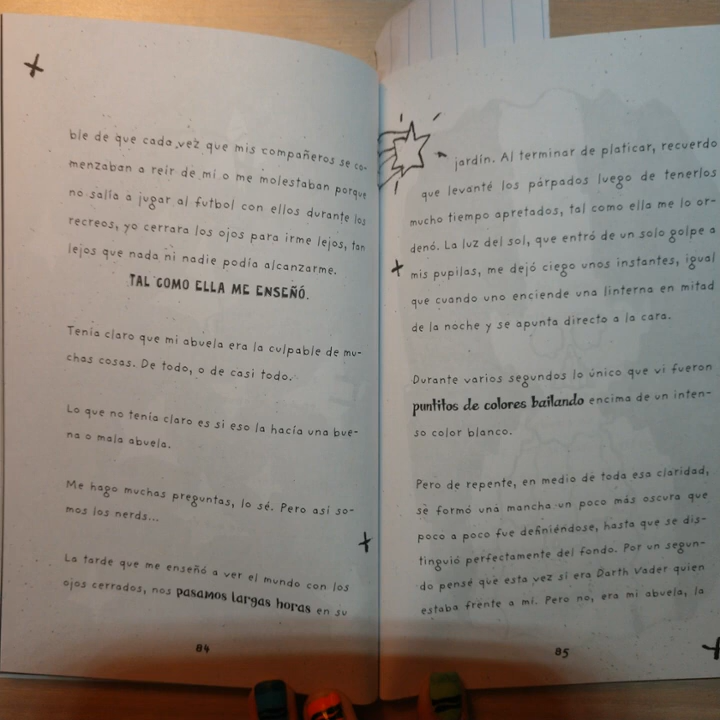 ble de que cada vez que mis compañeros se co-
menzaban a reír de mí o me molestaban porque
no salía a jugar al futbol con ellos durante los
recreos, yo cerrara los ojos para irme lejos, tan
lejos que nada ni nadie podía alcanzarme.
TAL COMO ELLA ME ENSEÑÓ.
Tenía claro que mi abuela era la culpable de mu-
chas cosas. De todo, o de casi todo.
Lo que no tenía claro es si eso la hacía una bue-
na o mala abuela.
Me hago muchas preguntas, lo sé. Pero así so-
mos los nerds...
La tarde que me enseñó a ver el mundo con los
ojos cerrados, nos pasamos largas horas en su
84
jardín. Al terminar de platicar, recuerdo
que levanté los párpados luego de tenerlos
mucho tiempo apretados, tal como ella me lo or-
denó. La luz del sol, que entró de un solo golpe a
mis pupilas, me dejó ciego unos instantes, igual
que cuando uno enciende una linterna en mitad
de la noche y se apunta directo a la cara.
Durante varios segundos lo único que vi fueron
puntitos de colores bailando encima de un inten-
so color blanco.
Pero de repente, en medio de toda esa claridad,
se formó una mancha un poco más oscura que
poco a poco fue definiéndose, hasta que se dis-
tinguió perfectamente del fondo. Por un segun-
do pensé que esta vez sí era Darth Vader quien
estaba frente a mí. Pero no, era mi abuela, la
85